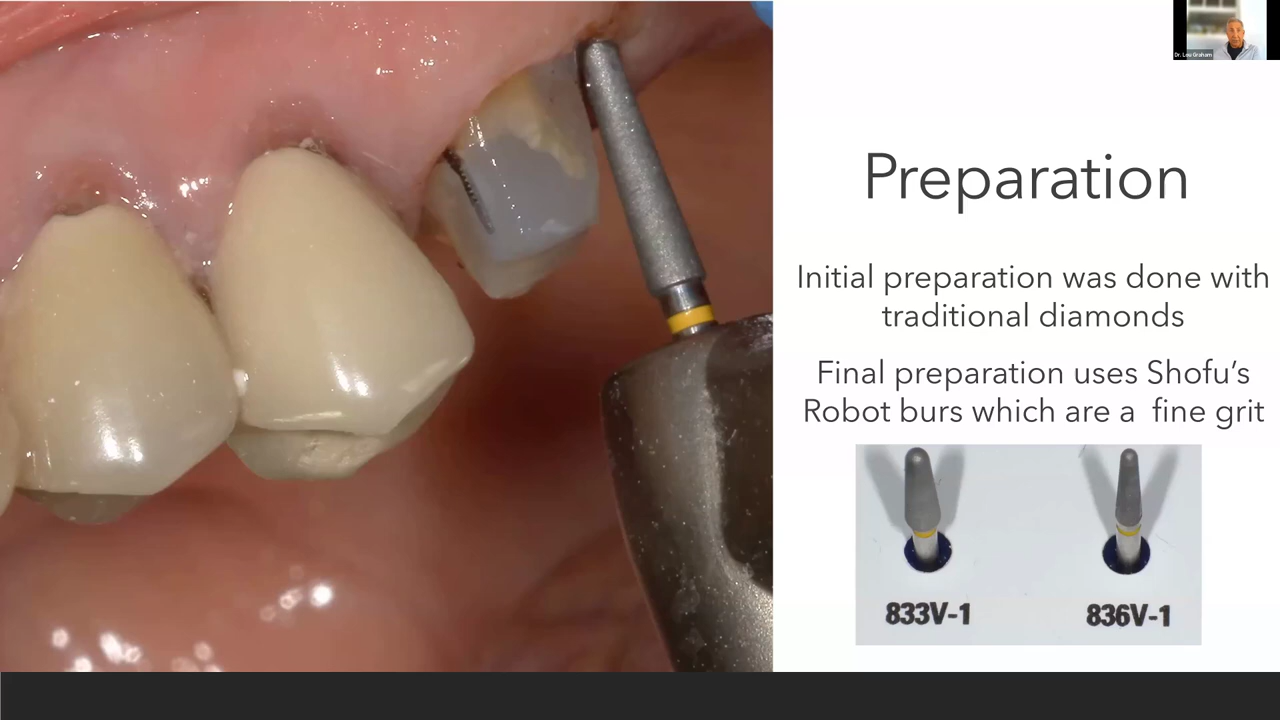 Dr. Lou Graham
Preparation
Initial preparation was done with
traditional diamonds
Final preparation uses Shofu's
Robot burs which are a  fine grit
833V-1
836V-1